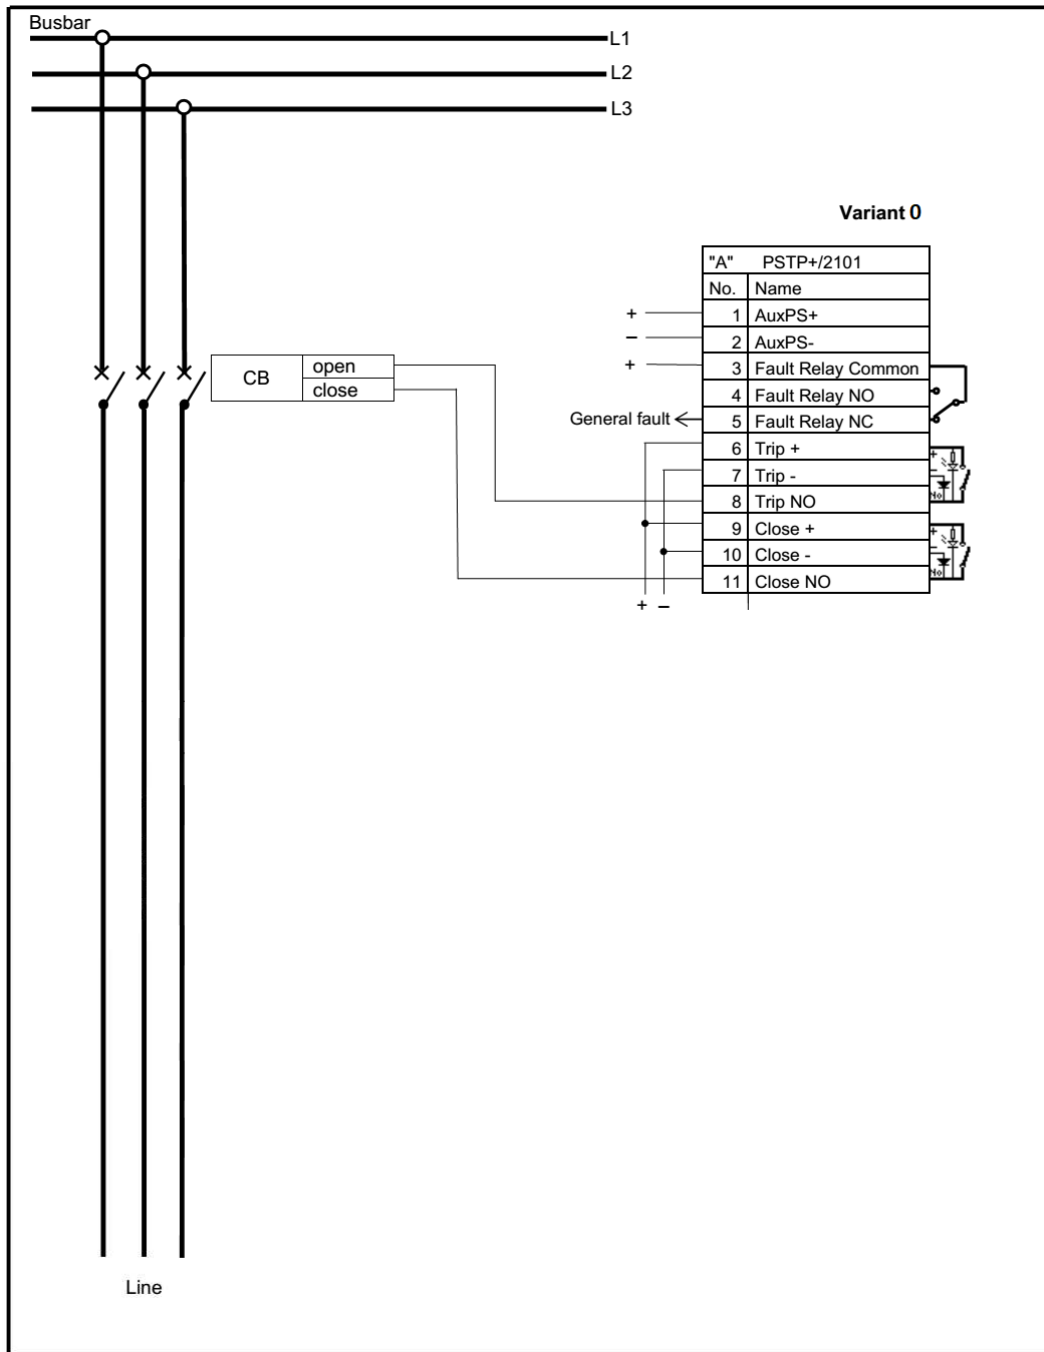 Busbar
L1
L2
L3
Variant 0
"A" PSTP+/2101
No. Name
+ 1 AuxPS+
− 2 AuxPS-
+ 3 Fault Relay Common
4 Fault Relay NO
General fault 5 Fault Relay NC
6 Trip +
7 Trip -
8 Trip NO
9 Close +
10 Close -
11 Close NO
+ −
CB open
close
+
−
No
+
−
No
Line